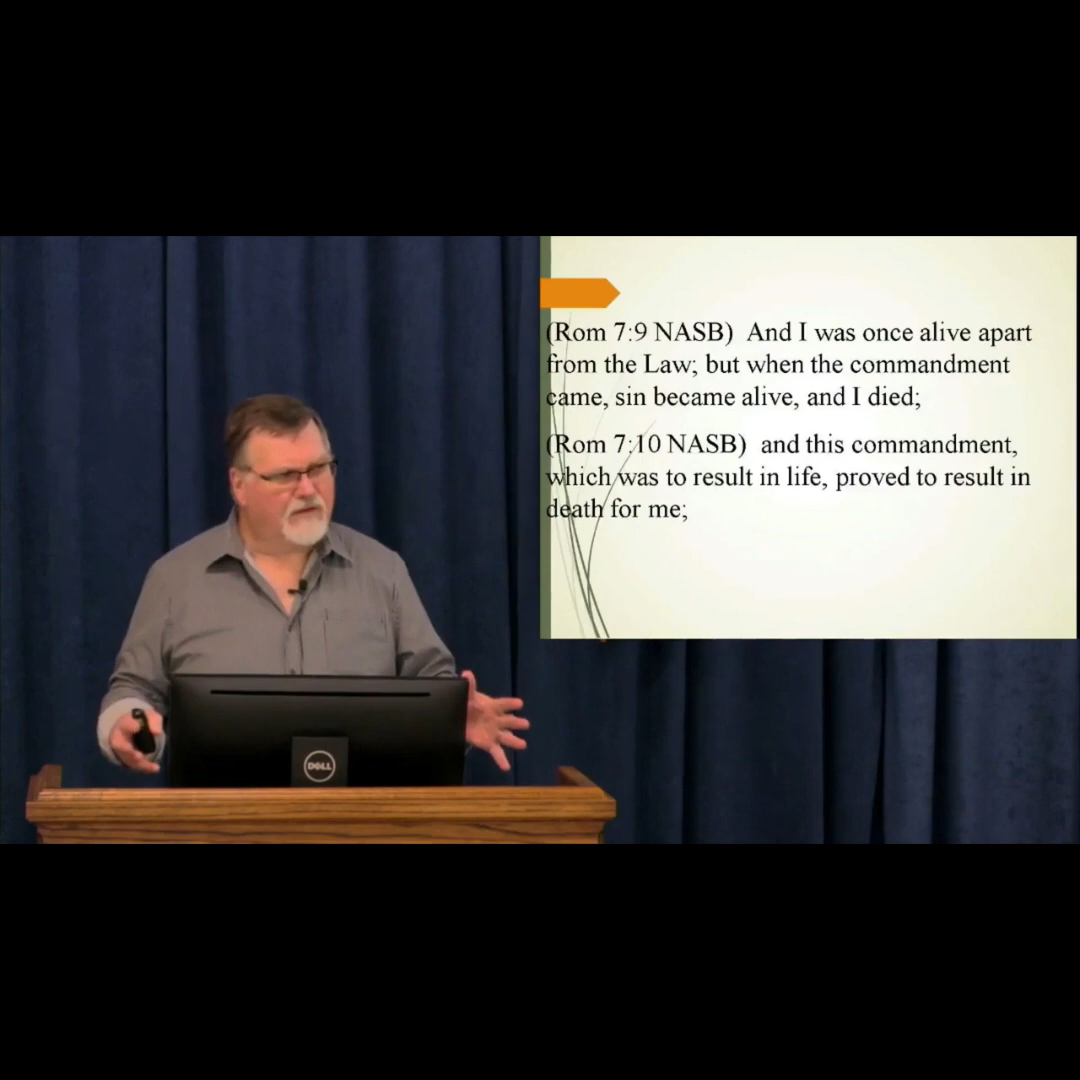 (Rom 7:9 NASB)  And I was once alive apart
from the Law; but when the commandment
came, sin became alive, and I died;
(Rom 7:10 NASB)  and this commandment,
which was to result in life, proved to result in
death for me;
DELL